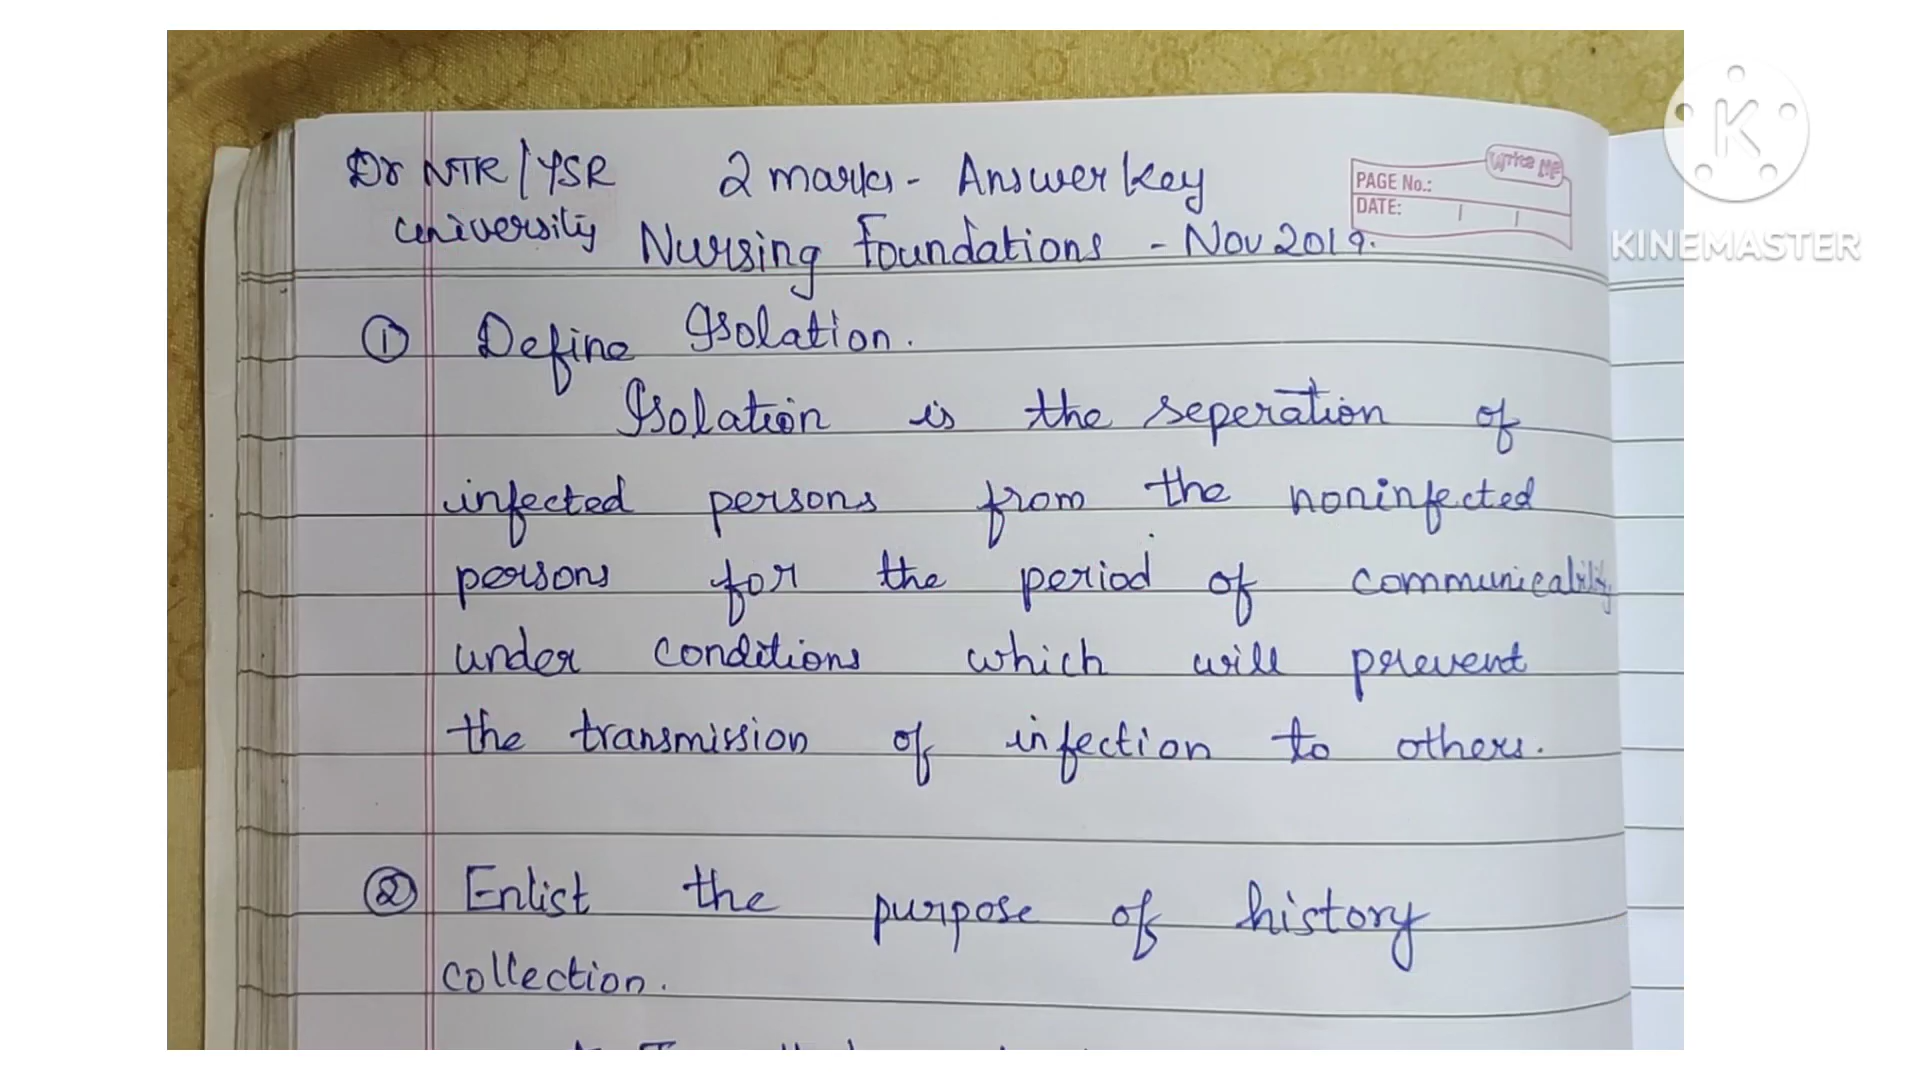 Dr NTR/YSR 2 marks - Answer key
University Nursing Foundations - Nov 2019.
Write Me
PAGE No.:
DATE:
K
KINEMASTER
① Define Isolation.
Isolation is the seperation of
infected persons from the noninfected
persons for the period of communicability
under conditions which will prevent
the transmission of infection to others.
② Enlist the purpose of history
collection.